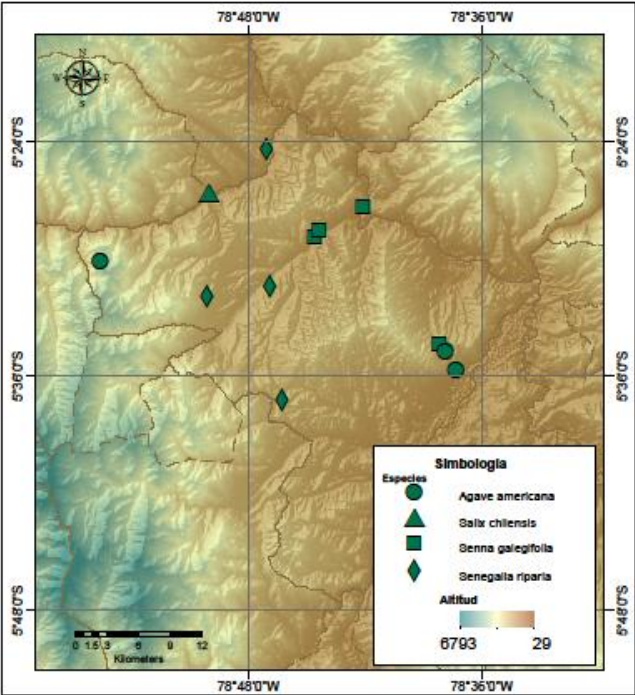 78°48'0"W 78°36'0"W
N
W E
S
5°24'0"S 5°24'0"S
5°36'0"S 5°36'0"S
5°48'0"S 5°48'0"S
Simbología
Especies
Agave americana
Salix chilensis
Senna galegifolia
Senegalia riparia
Altitud
6793 29
0 1.5 3 6 9 12
Kilometers
78°48'0"W 78°36'0"W